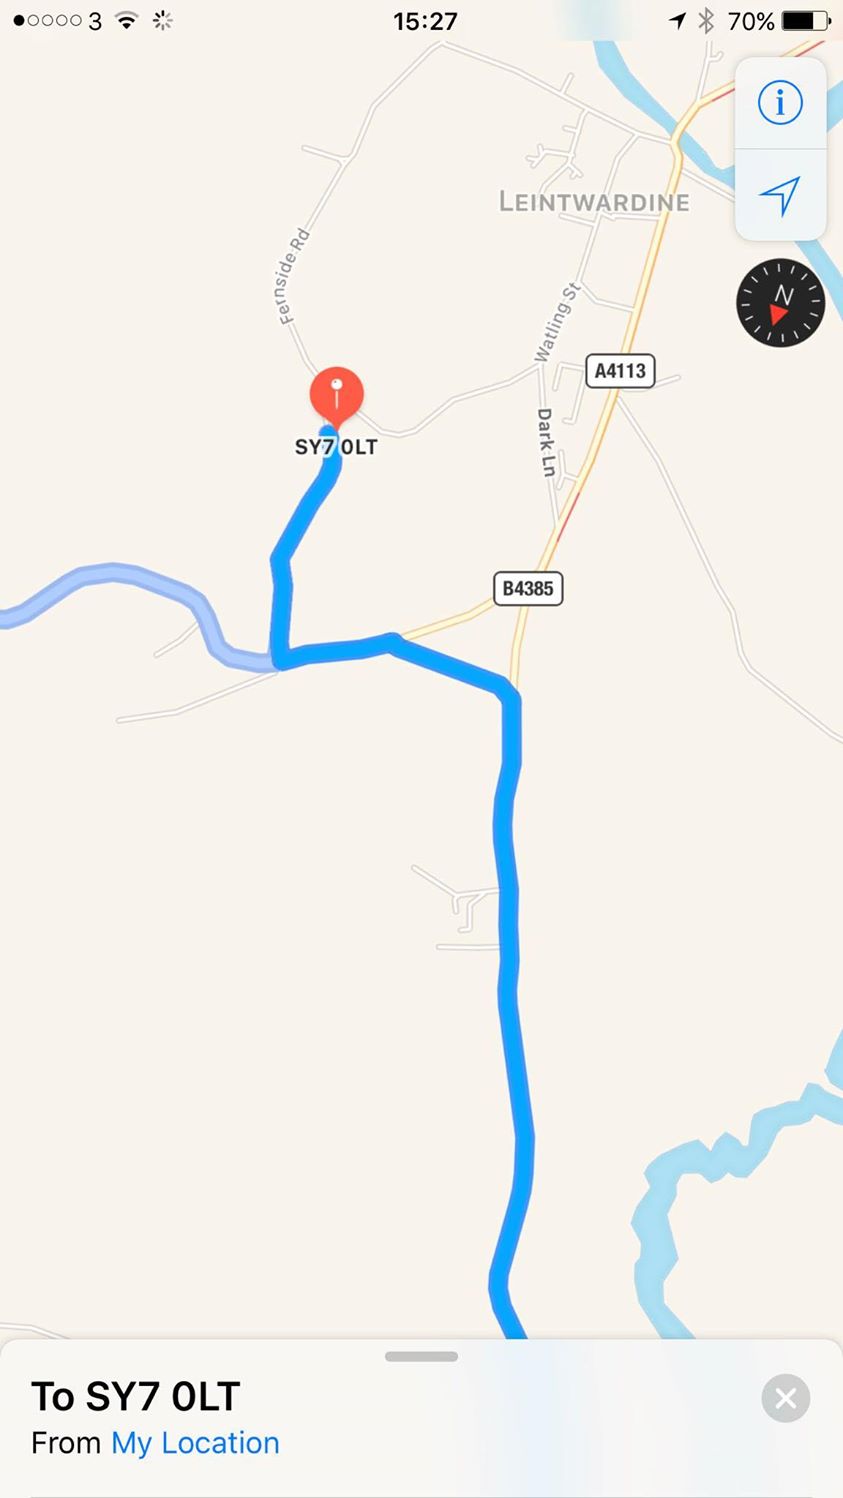 3 15:27 70%
LEINTWARDINE
N
Fernside Rd
Watling St
A4113
Dark Ln
SY7 0LT
B4385
To SY7 0LT
From My Location